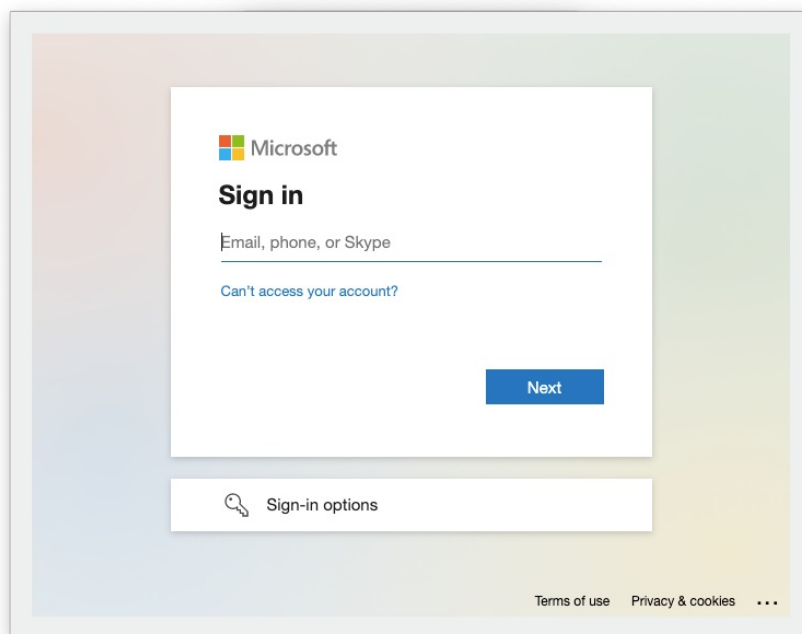 Microsoft
Sign in
Email, phone, or Skype
Can't access your account?
Next
Sign-in options
Terms of use Privacy & cookies ...